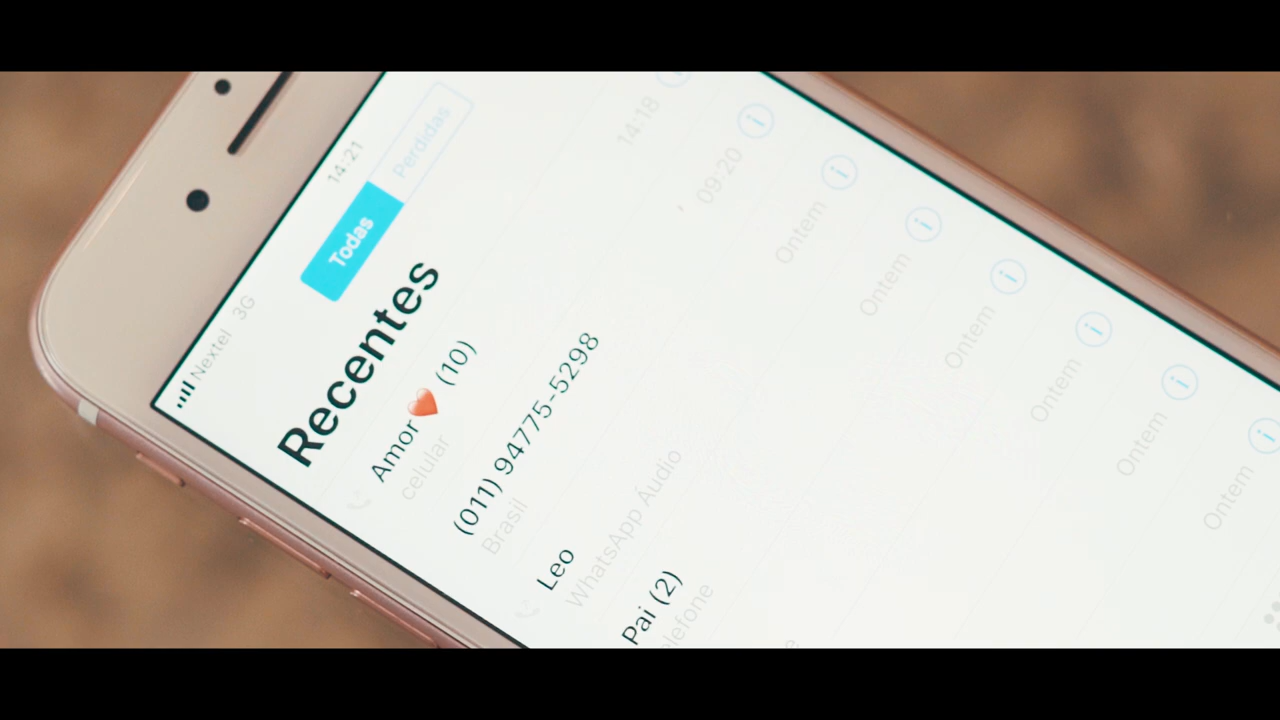 Nextel 3G 14:21
Todas Perdidas
Recentes
Amor❤️ (10) 14:18
celular
(011) 94775-5298 09:20
Brasil
Leo Ontem
WhatsApp Áudio
Pai (2) Ontem
Ontem
Ontem
Ontem
Ontem